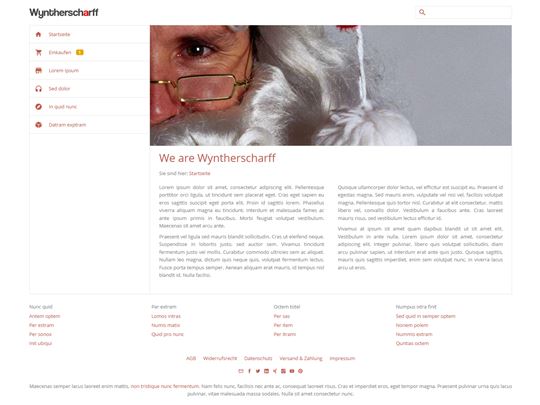 Wyntherscharff
Startseite
Einkaufen
Lorem ipsum
Sed dolor
In quid nunc
Datram exptram
We are Wyntherscharff
Sie sind hier: Startseite
Lorem ipsum dolor sit amet, consectetur adipiscing elit. Pellentesque
porttitor orci ligula, ut tincidunt sem placerat eget. Cras eget sapien eu
eros sagittis suscipit eget porta elit. Proin id sagittis lorem. Phasellus
viverra aliquam magna eu tincidunt. Interdum et malesuada fames ac
ante ipsum primis in faucibus. Morbi feugiat volutpat vestibulum.
Maecenas sit amet arcu ante.
Praesent vel ligula sed mauris blandit sollicitudin. Cras ut eleifend neque.
Suspendisse in lobortis justo, sed auctor sem. Vivamus tincidunt
fermentum justo vel mollis. Curabitur commodo ultricies sem ac aliquet.
Nullam leo magna, dictum quis neque quis, volutpat fermentum lectus.
Fusce porta tempus semper. Aenean aliquam erat mauris, id tempus nisl
blandit id. Nulla facilisi.
Quisque ullamcorper dolor lectus, vel efficitur est suscipit eu. Praesent id
egestas magna. Sed mauris enim, vulputate vel nisi vel, facilisis volutpat
magna. Pellentesque quis tortor nisl. Curabitur at elit consectetur, mattis
libero vel, convallis dolor. Vestibulum a faucibus ante. Cras laoreet
mauris risus, sed vestibulum lectus efficitur id.
Vivamus at ipsum sit amet quam dapibus blandit ut sit amet elit.
Vestibulum in ante nulla. Lorem ipsum dolor sit amet, consectetur
adipiscing elit. Integer pulvinar, libero quis volutpat sollicitudin, diam
arcu pulvinar sapien, ut interdum erat ante quis justo. Quisque sagittis,
mauris quis sagittis imperdiet, enim sem volutpat nunc, in viverra lacus
arcu ut eros.
Nunc quid
Antem optem
Per extram
Per sonox
Init ubiqui
Per extram
Lomos intras
Numis matix
Quid pro nunc
Octem titel
Per sas
Per item
Per itram
Numpus otra find
Sed quid in semper optem
Noniem polem
Nummis extram
Quntias octem
AGB Widerrufsrecht Datenschutz Versand & Zahlung Impressum
Maecenas semper lacus laoreet enim mattis, non tristique nunc fermentum. Nam felis nunc, facilisis nec ante ac, consequat laoreet risus. Cras et imperdiet eros, eget tempor magna. Praesent pulvinar urna quis lacus
pulvinar, vitae malesuada massa sodales. Nulla sit amet consectetur nunc.